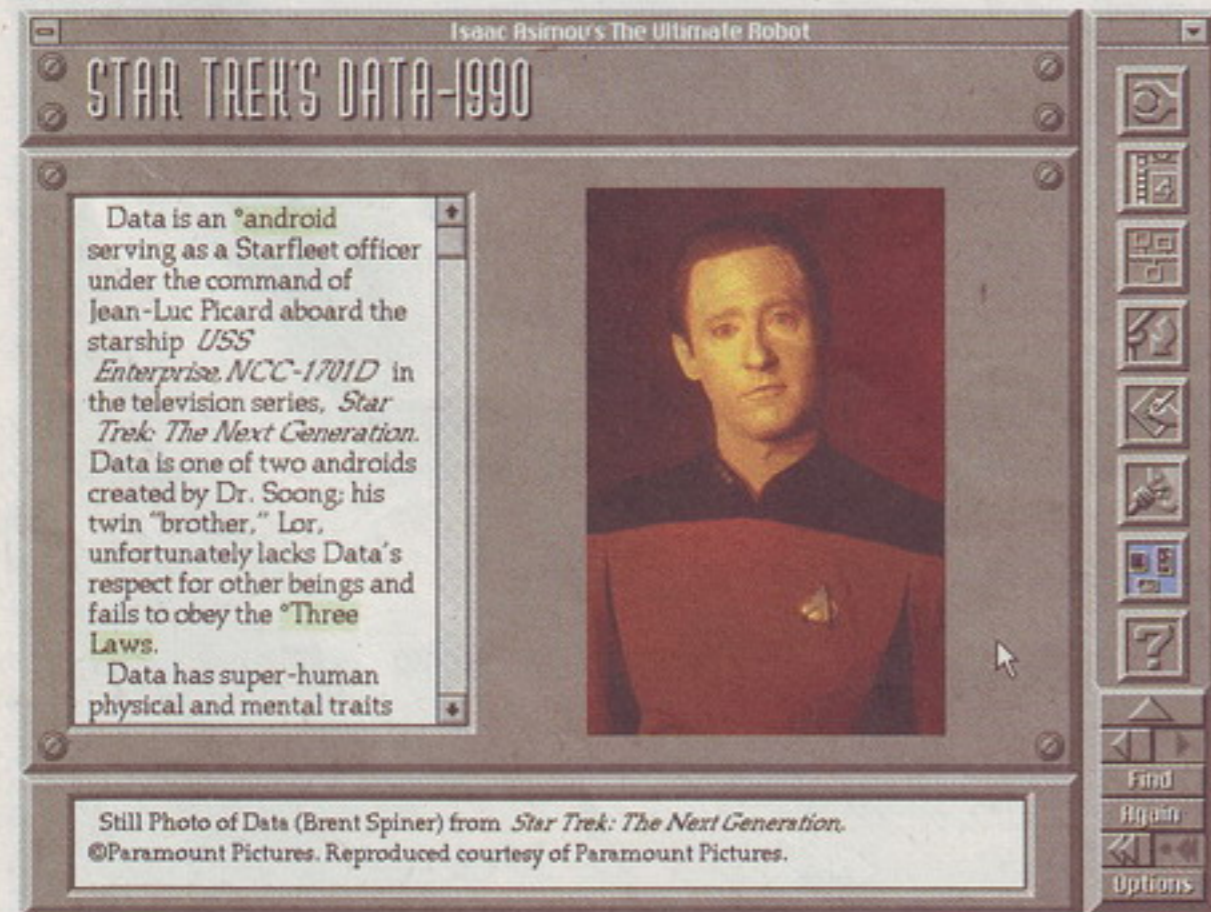 Isaac Asimov's The Ultimate Robot
STAR TREK'S DATA-1990
Data is an °android
serving as a Starfleet officer
under the command of
Jean-Luc Picard aboard the
starship USS
Enterprise, NCC-1701D in
the television series, Star
Trek: The Next Generation.
Data is one of two androids
created by Dr. Soong; his
twin "brother," Lor,
unfortunately lacks Data's
respect for other beings and
fails to obey the °Three
Laws.
Data has super-human
physical and mental traits
Still Photo of Data (Brent Spiner) from Star Trek: The Next Generation,
©Paramount Pictures. Reproduced courtesy of Paramount Pictures.
?
Find
Again
Options